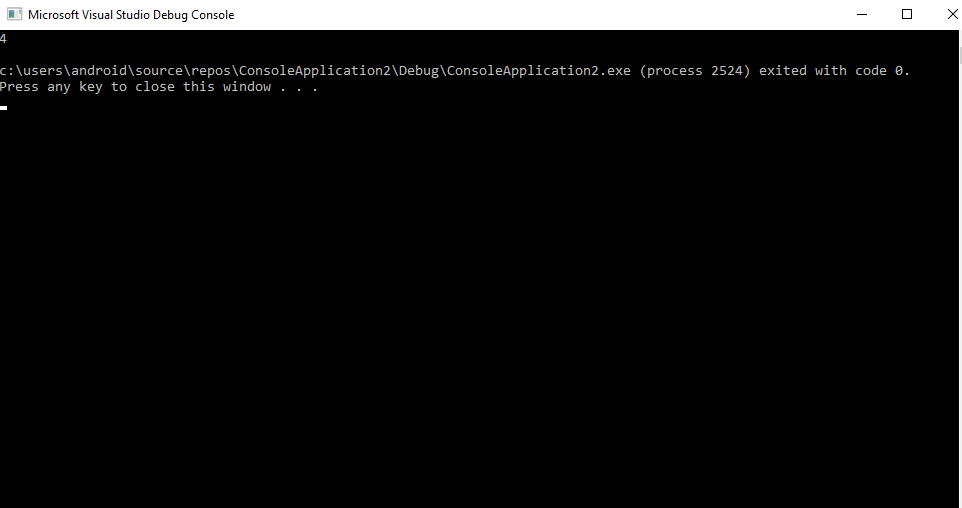 Microsoft Visual Studio Debug Console
4
c:\users\android\source\repos\ConsoleApplication2\Debug\ConsoleApplication2.exe (process 2524) exited with code 0.
Press any key to close this window . . .